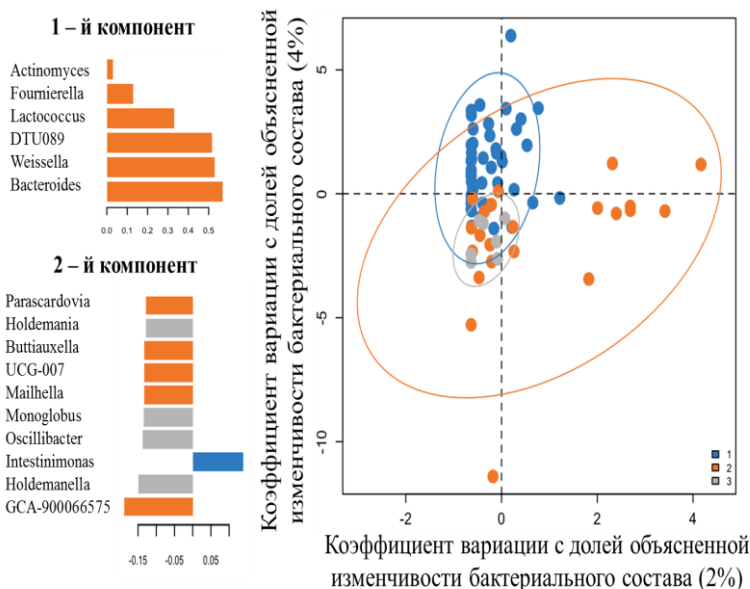 1 – й компонент
Actinomyces
Fournierella
Lactococcus
DTU089
Weissella
Bacteroides
0.0 0.1 0.2 0.3 0.4 0.5
2 – й компонент
Parascardovia
Holdemania
Buttiauxella
UCG-007
Mailhella
Monoglobus
Oscillibacter
Intestinimonas
Holdemanella
GCA-900066575
-0.15 -0.05 0.05
Коэффициент вариации с долей объясненной
изменчивости бактериального состава (4%)
5
0
-5
-10
-2 0 2 4
1
2
3
Коэффициент вариации с долей объясненной
изменчивости бактериального состава (2%)